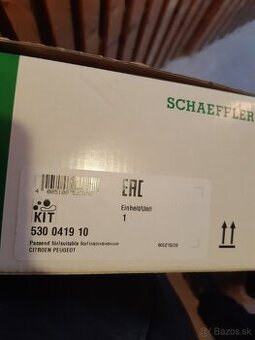 SCHAEFFLER
EAC
KIT
Einheit/Unit
1
530 0419 10
CITROEN PEUGEOT
bazos.sk